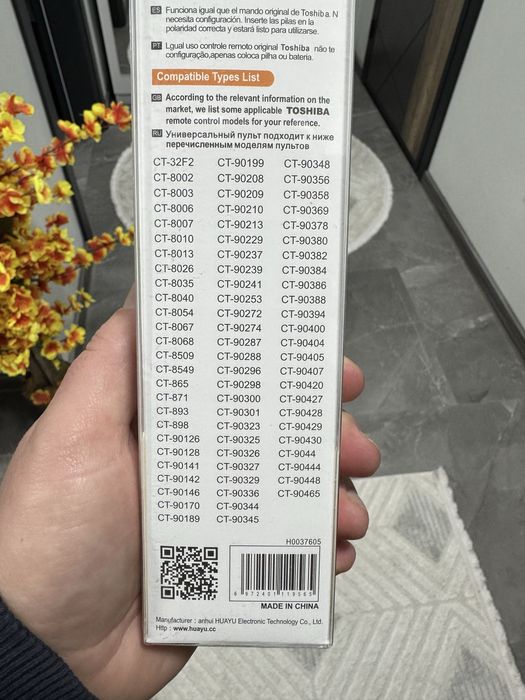 ES Funciona igual que el mando original de Toshiba. N
necesita configuración. Inserte las pilas en la
polaridad correcta y estará listo para utilizarse.
PT Lgual uso controle remoto original Toshiba não te
configuração,apenas coloca pilha ou bateria.
Compatible Types List
GB According to the relevant information on the
market, we list some applicable TOSHIBA
remote control models for your reference.
RU Универсальный пульт подходит к ниже
перечисленным моделям пультов
CT-32F2 CT-90199 CT-90348
CT-8002 CT-90208 CT-90356
CT-8003 CT-90209 CT-90358
CT-8006 CT-90210 CT-90369
CT-8007 CT-90213 CT-90378
CT-8010 CT-90229 CT-90380
CT-8013 CT-90237 CT-90382
CT-8026 CT-90239 CT-90384
CT-8035 CT-90241 CT-90386
CT-8040 CT-90253 CT-90388
CT-8054 CT-90272 CT-90394
CT-8067 CT-90274 CT-90400
CT-8068 CT-90287 CT-90404
CT-8509 CT-90288 CT-90405
CT-8549 CT-90296 CT-90407
CT-865 CT-90298 CT-90420
CT-871 CT-90300 CT-90427
CT-893 CT-90301 CT-90428
CT-898 CT-90323 CT-90429
CT-90126 CT-90325 CT-90430
CT-90128 CT-90326 CT-9044
CT-90141 CT-90327 CT-90444
CT-90142 CT-90329 CT-90448
CT-90146 CT-90336 CT-90465
CT-90170 CT-90344
CT-90189 CT-90345
H0037605
6 972401 119565
MADE IN CHINA
Manufacturer : anhui HUAYU Electronic Technology Co., Ltd.
Http : www.huayu.cc